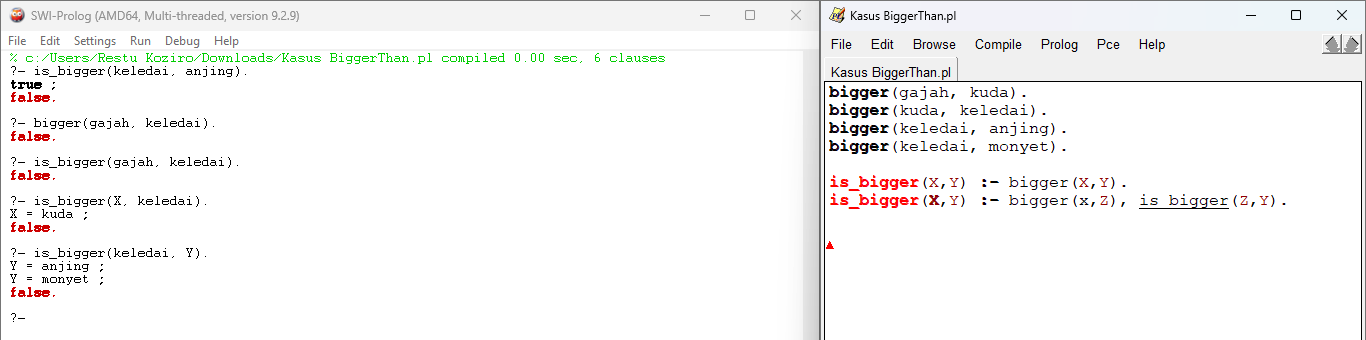 SWI-Prolog (AMD64, Multi-threaded, version 9.2.9)
File Edit Settings Run Debug Help
% c:/Users/Restu Koziro/Downloads/Kasus BiggerThan.pl compiled 0.00 sec, 6 clauses
?- is_bigger(keledai, anjing).
true ;
false.
?- bigger(gajah, keledai).
false.
?- is_bigger(gajah, keledai).
false.
?- is_bigger(X, keledai).
X = kuda ;
false.
?- is_bigger(keledai, Y).
Y = anjing ;
Y = monyet ;
false.
?-
Kasus BiggerThan.pl
File Edit Browse Compile Prolog Pce Help
Kasus BiggerThan.pl
bigger(gajah, kuda).
bigger(kuda, keledai).
bigger(keledai, anjing).
bigger(keledai, monyet).
is_bigger(X,Y) :- bigger(X,Y).
is_bigger(X,Y) :- bigger(x,Z), is_bigger(Z,Y).